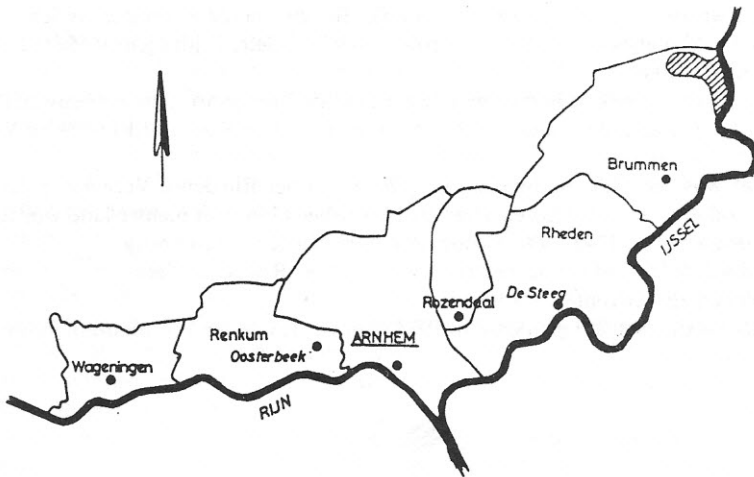 Brummen
Rheden
IJSSEL
Rozendaal
De Steeg
Renkum
Oosterbeek
ARNHEM
Wageningen
RIJN